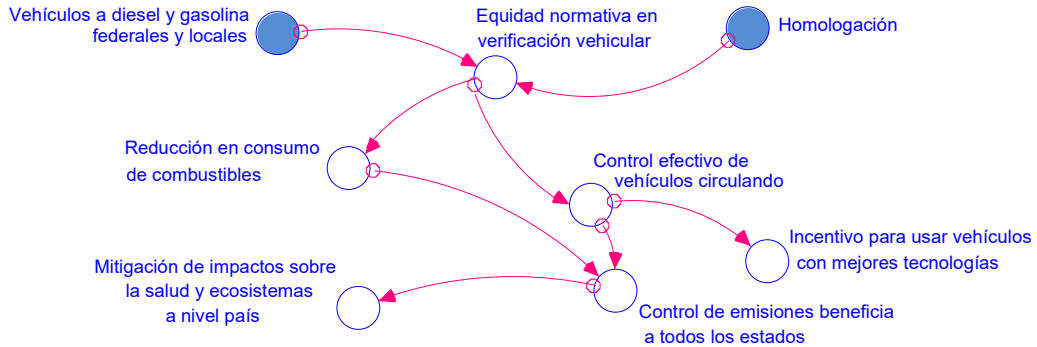 Vehículos a diesel y gasolina
federales y locales
Equidad normativa en
verificación vehicular
Homologación
Reducción en consumo
de combustibles
Control efectivo de
vehículos circulando
Incentivo para usar vehículos
con mejores tecnologías
Mitigación de impactos sobre
la salud y ecosistemas
a nivel país
Control de emisiones beneficia
a todos los estados